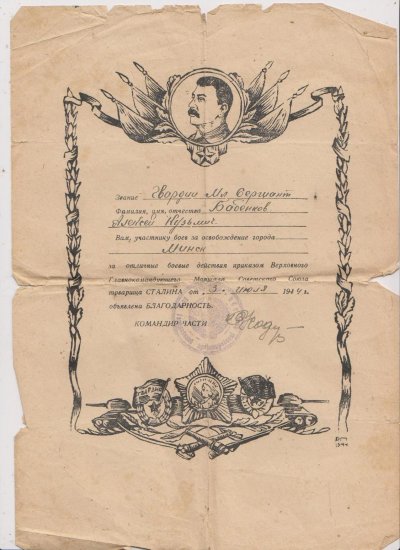 Звание Гвардии Мл Сержант
Фамилия, имя, отчество Бабенков
Алексей Кузьмич.
Вам, участнику боев за освобождение города
Минск
за отличные боевые действия приказом Верховного
Главнокомандующего Маршала Советского Союза
товарища СТАЛИНА от 3. июля 1944 г.
объявлена БЛАГОДАРНОСТЬ.
КОМАНДИР ЧАСТИ